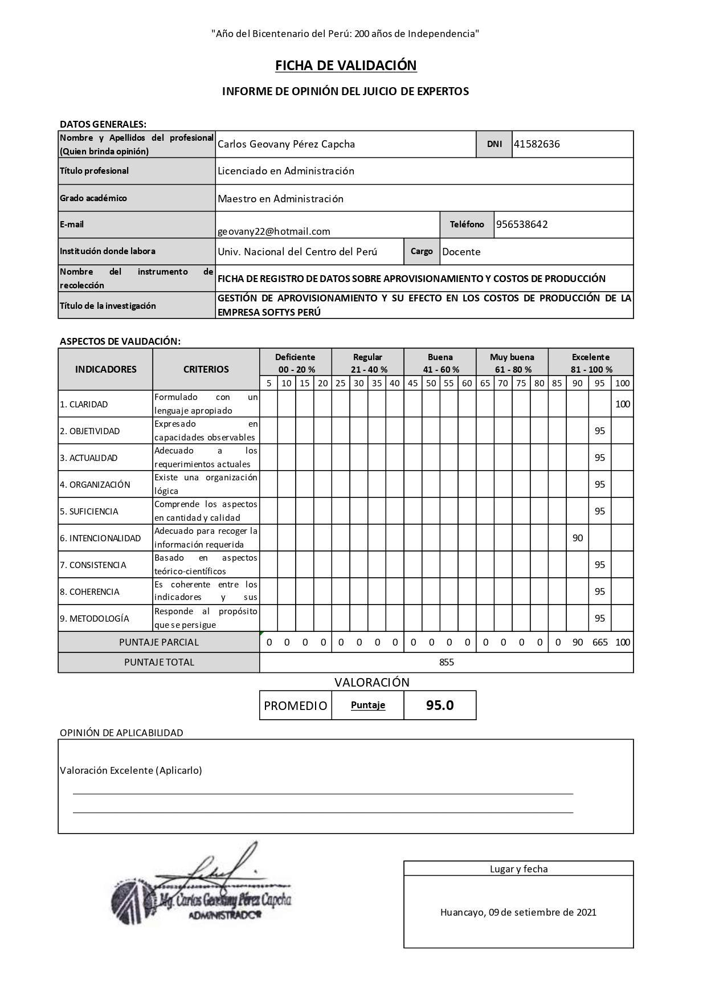 "Año del Bicentenario del Perú: 200 años de Independencia"
FICHA DE VALIDACIÓN
INFORME DE OPINIÓN DEL JUICIO DE EXPERTOS
DATOS GENERALES:
Nombre y Apellidos del profesional
(Quien brinda opinión)
Carlos Geovany Pérez Capcha
DNI
41582636
Título profesional
Licenciado en Administración
Grado académico
Maestro en Administración
E-mail
geovany22@hotmail.com
Teléfono
956538642
Institución donde labora
Univ. Nacional del Centro del Perú
Cargo
Docente
Nombre del instrumento de
recolección
FICHA DE REGISTRO DE DATOS SOBRE APROVISIONAMIENTO Y COSTOS DE PRODUCCIÓN
Título de la investigación
GESTIÓN DE APROVISIONAMIENTO Y SU EFECTO EN LOS COSTOS DE PRODUCCIÓN DE LA
EMPRESA SOFTYS PERÚ
ASPECTOS DE VALIDACIÓN:
INDICADORES
CRITERIOS
Deficiente
00 - 20 %
Regular
21 - 40 %
Buena
41 - 60 %
Muy buena
61 - 80 %
Excelente
81 - 100 %
5 10 15 20 25 30 35 40 45 50 55 60 65 70 75 80 85 90 95 100
1. CLARIDAD
Formulado con un
lenguaje apropiado
100
2. OBJETIVIDAD
Expresado en
capacidades observables
95
3. ACTUALIDAD
Adecuado a los
requerimientos actuales
95
4. ORGANIZACIÓN
Existe una organización
lógica
95
5. SUFICIENCIA
Comprende los aspectos
en cantidad y calidad
95
6. INTENCIONALIDAD
Adecuado para recoger la
información requerida
90
7. CONSISTENCIA
Basado en aspectos
teórico-científicos
95
8. COHERENCIA
Es coherente entre los
indicadores y sus
95
9. METODOLOGÍA
Responde al propósito
que se persigue
95
PUNTAJE PARCIAL
0 0 0 0 0 0 0 0 0 0 0 0 0 0 0 0 0 90 665 100
PUNTAJE TOTAL
855
VALORACIÓN
PROMEDIO
Puntaje
95.0
OPINIÓN DE APLICABILIDAD
Valoración Excelente (Aplicarlo)
Mg. Carlos Geovany Pérez Capcha
ADMINISTRADOR
Lugar y fecha
Huancayo, 09 de setiembre de 2021